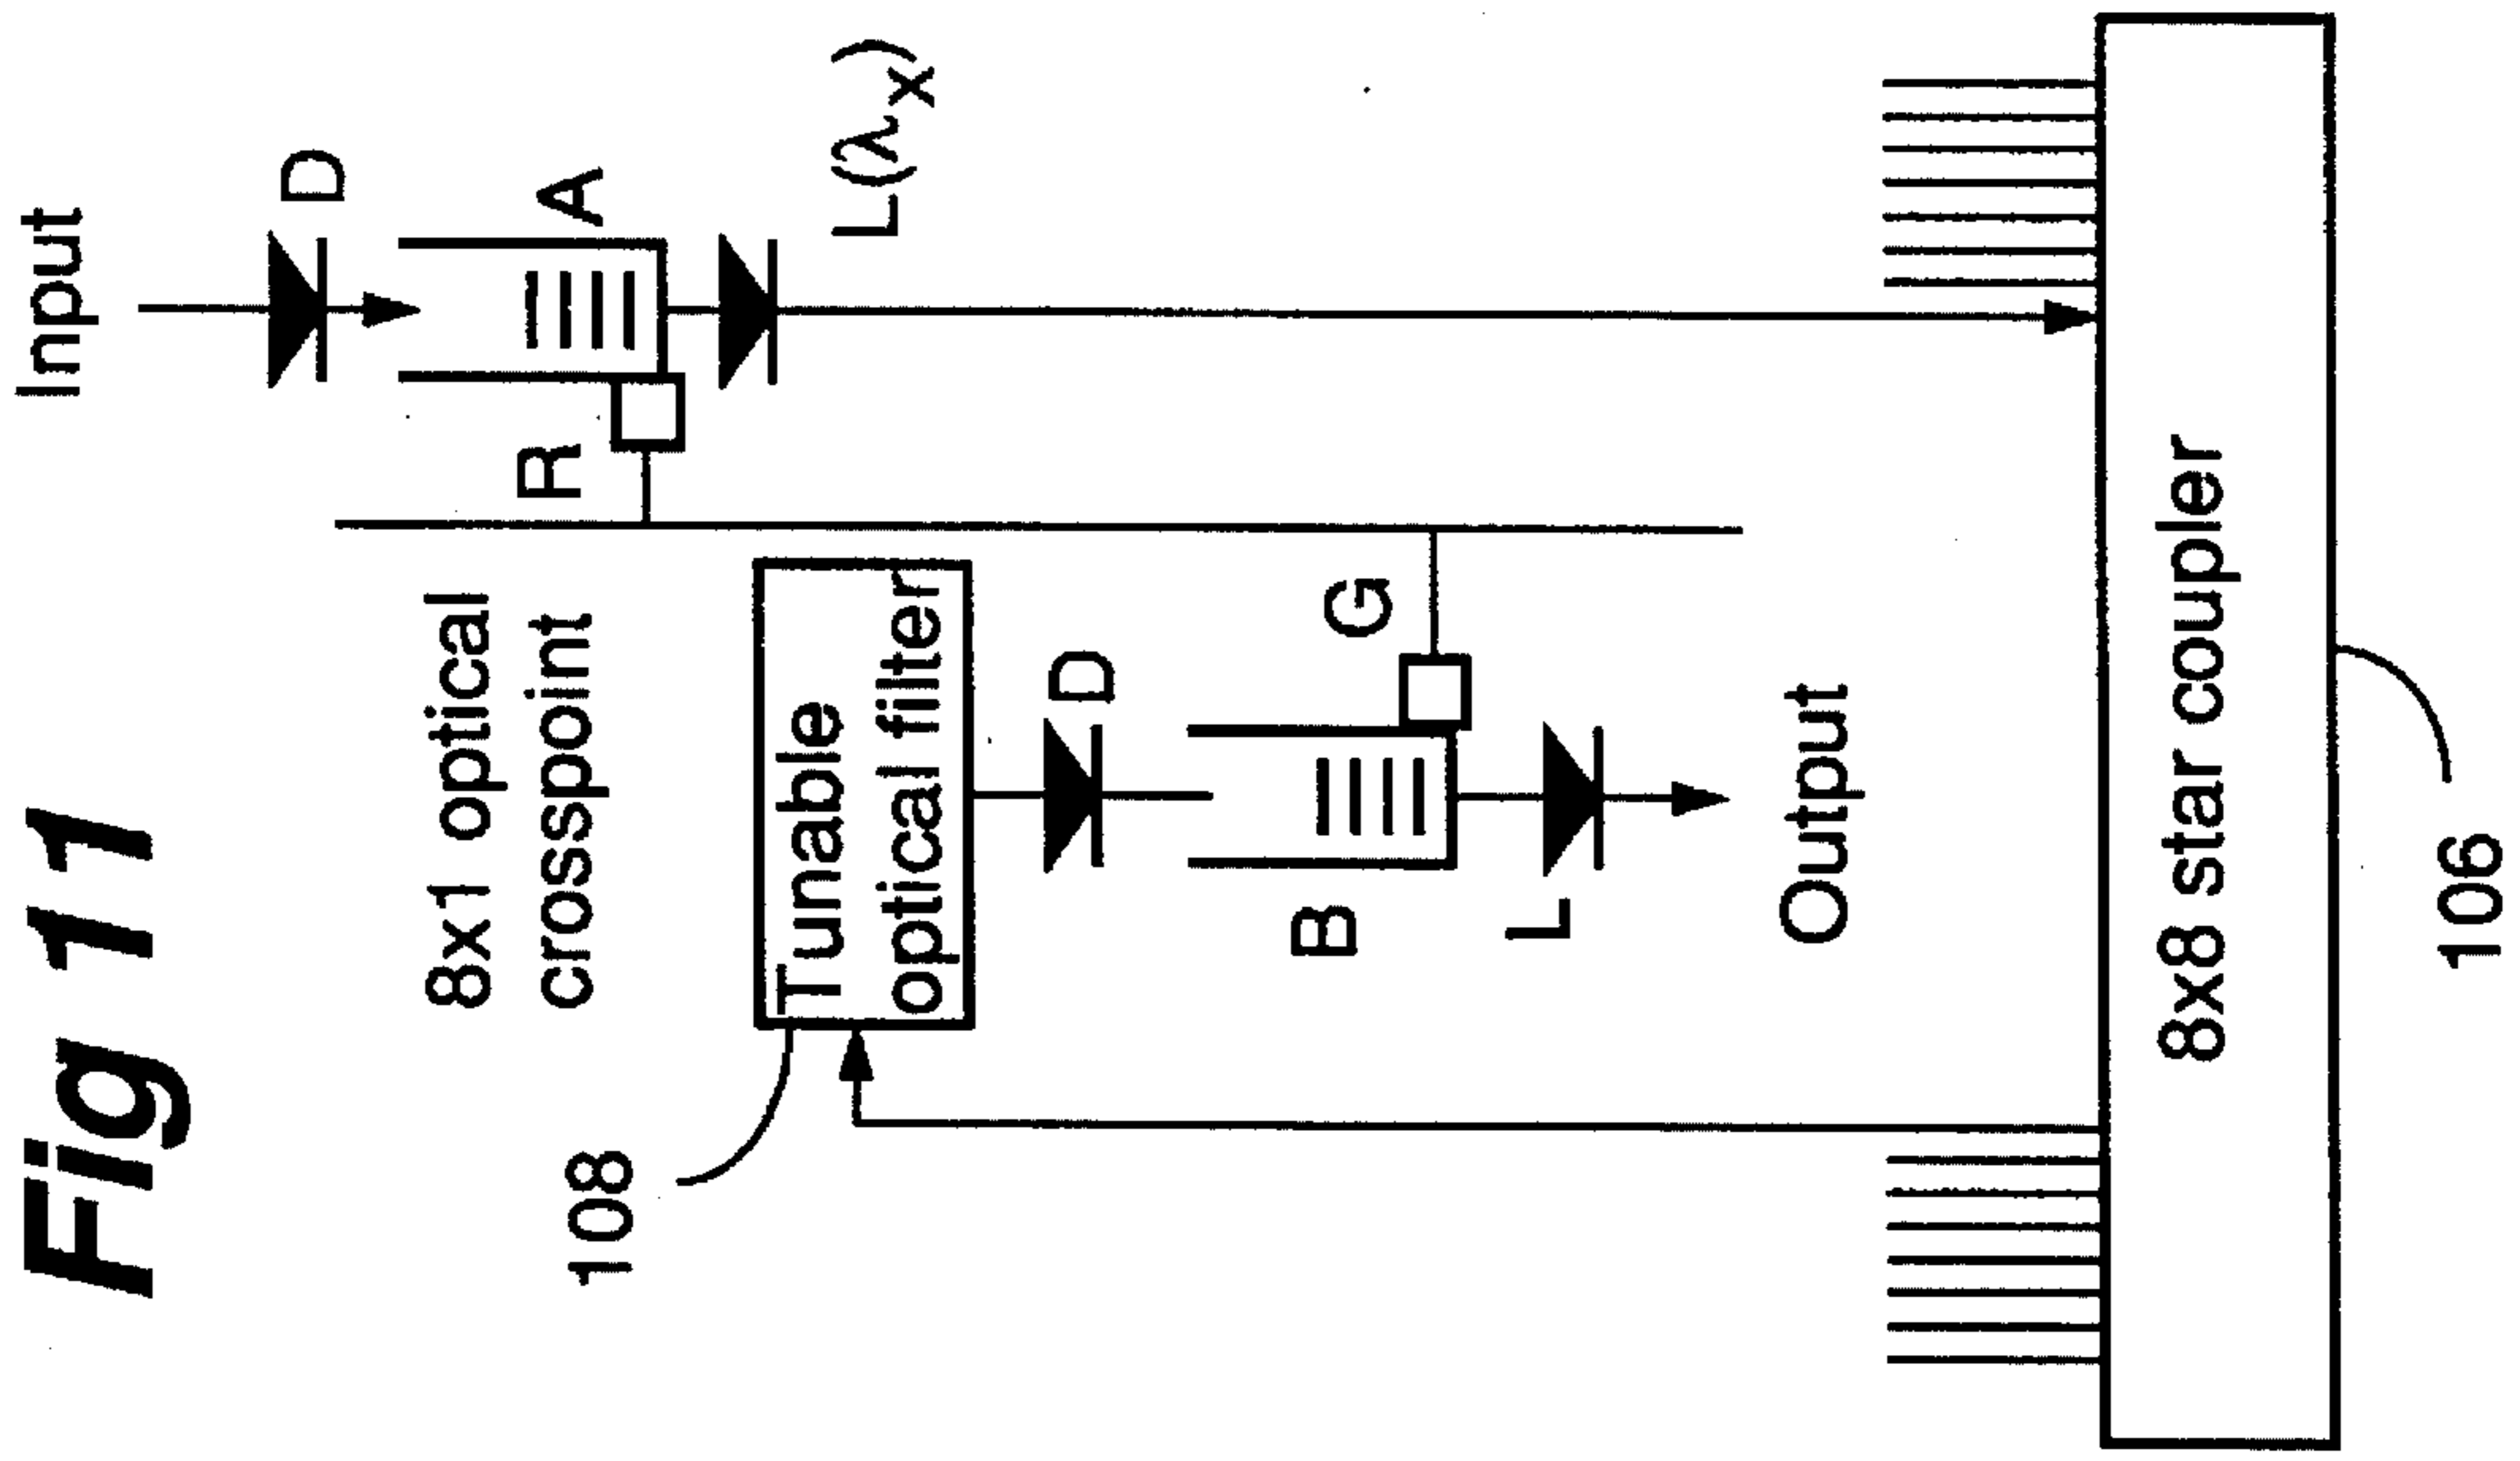 Fig 11
Input
D
A
R
L(λx)
8x1 optical
crosspoint
108
Tunable
optical filter
D
G
B
L
Output
8x8 star coupler
106